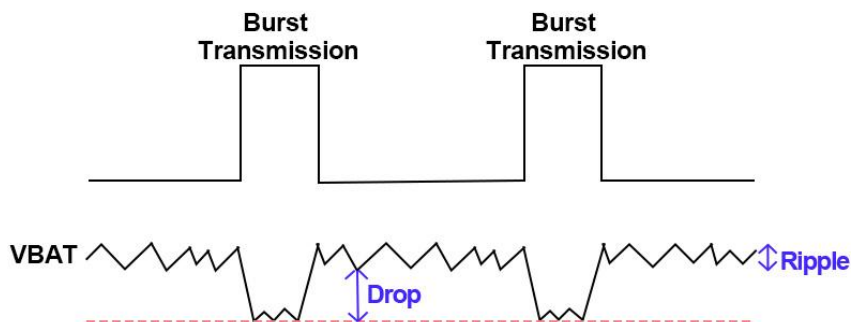 Burst
Transmission
Burst
Transmission
VBAT
Ripple
Drop